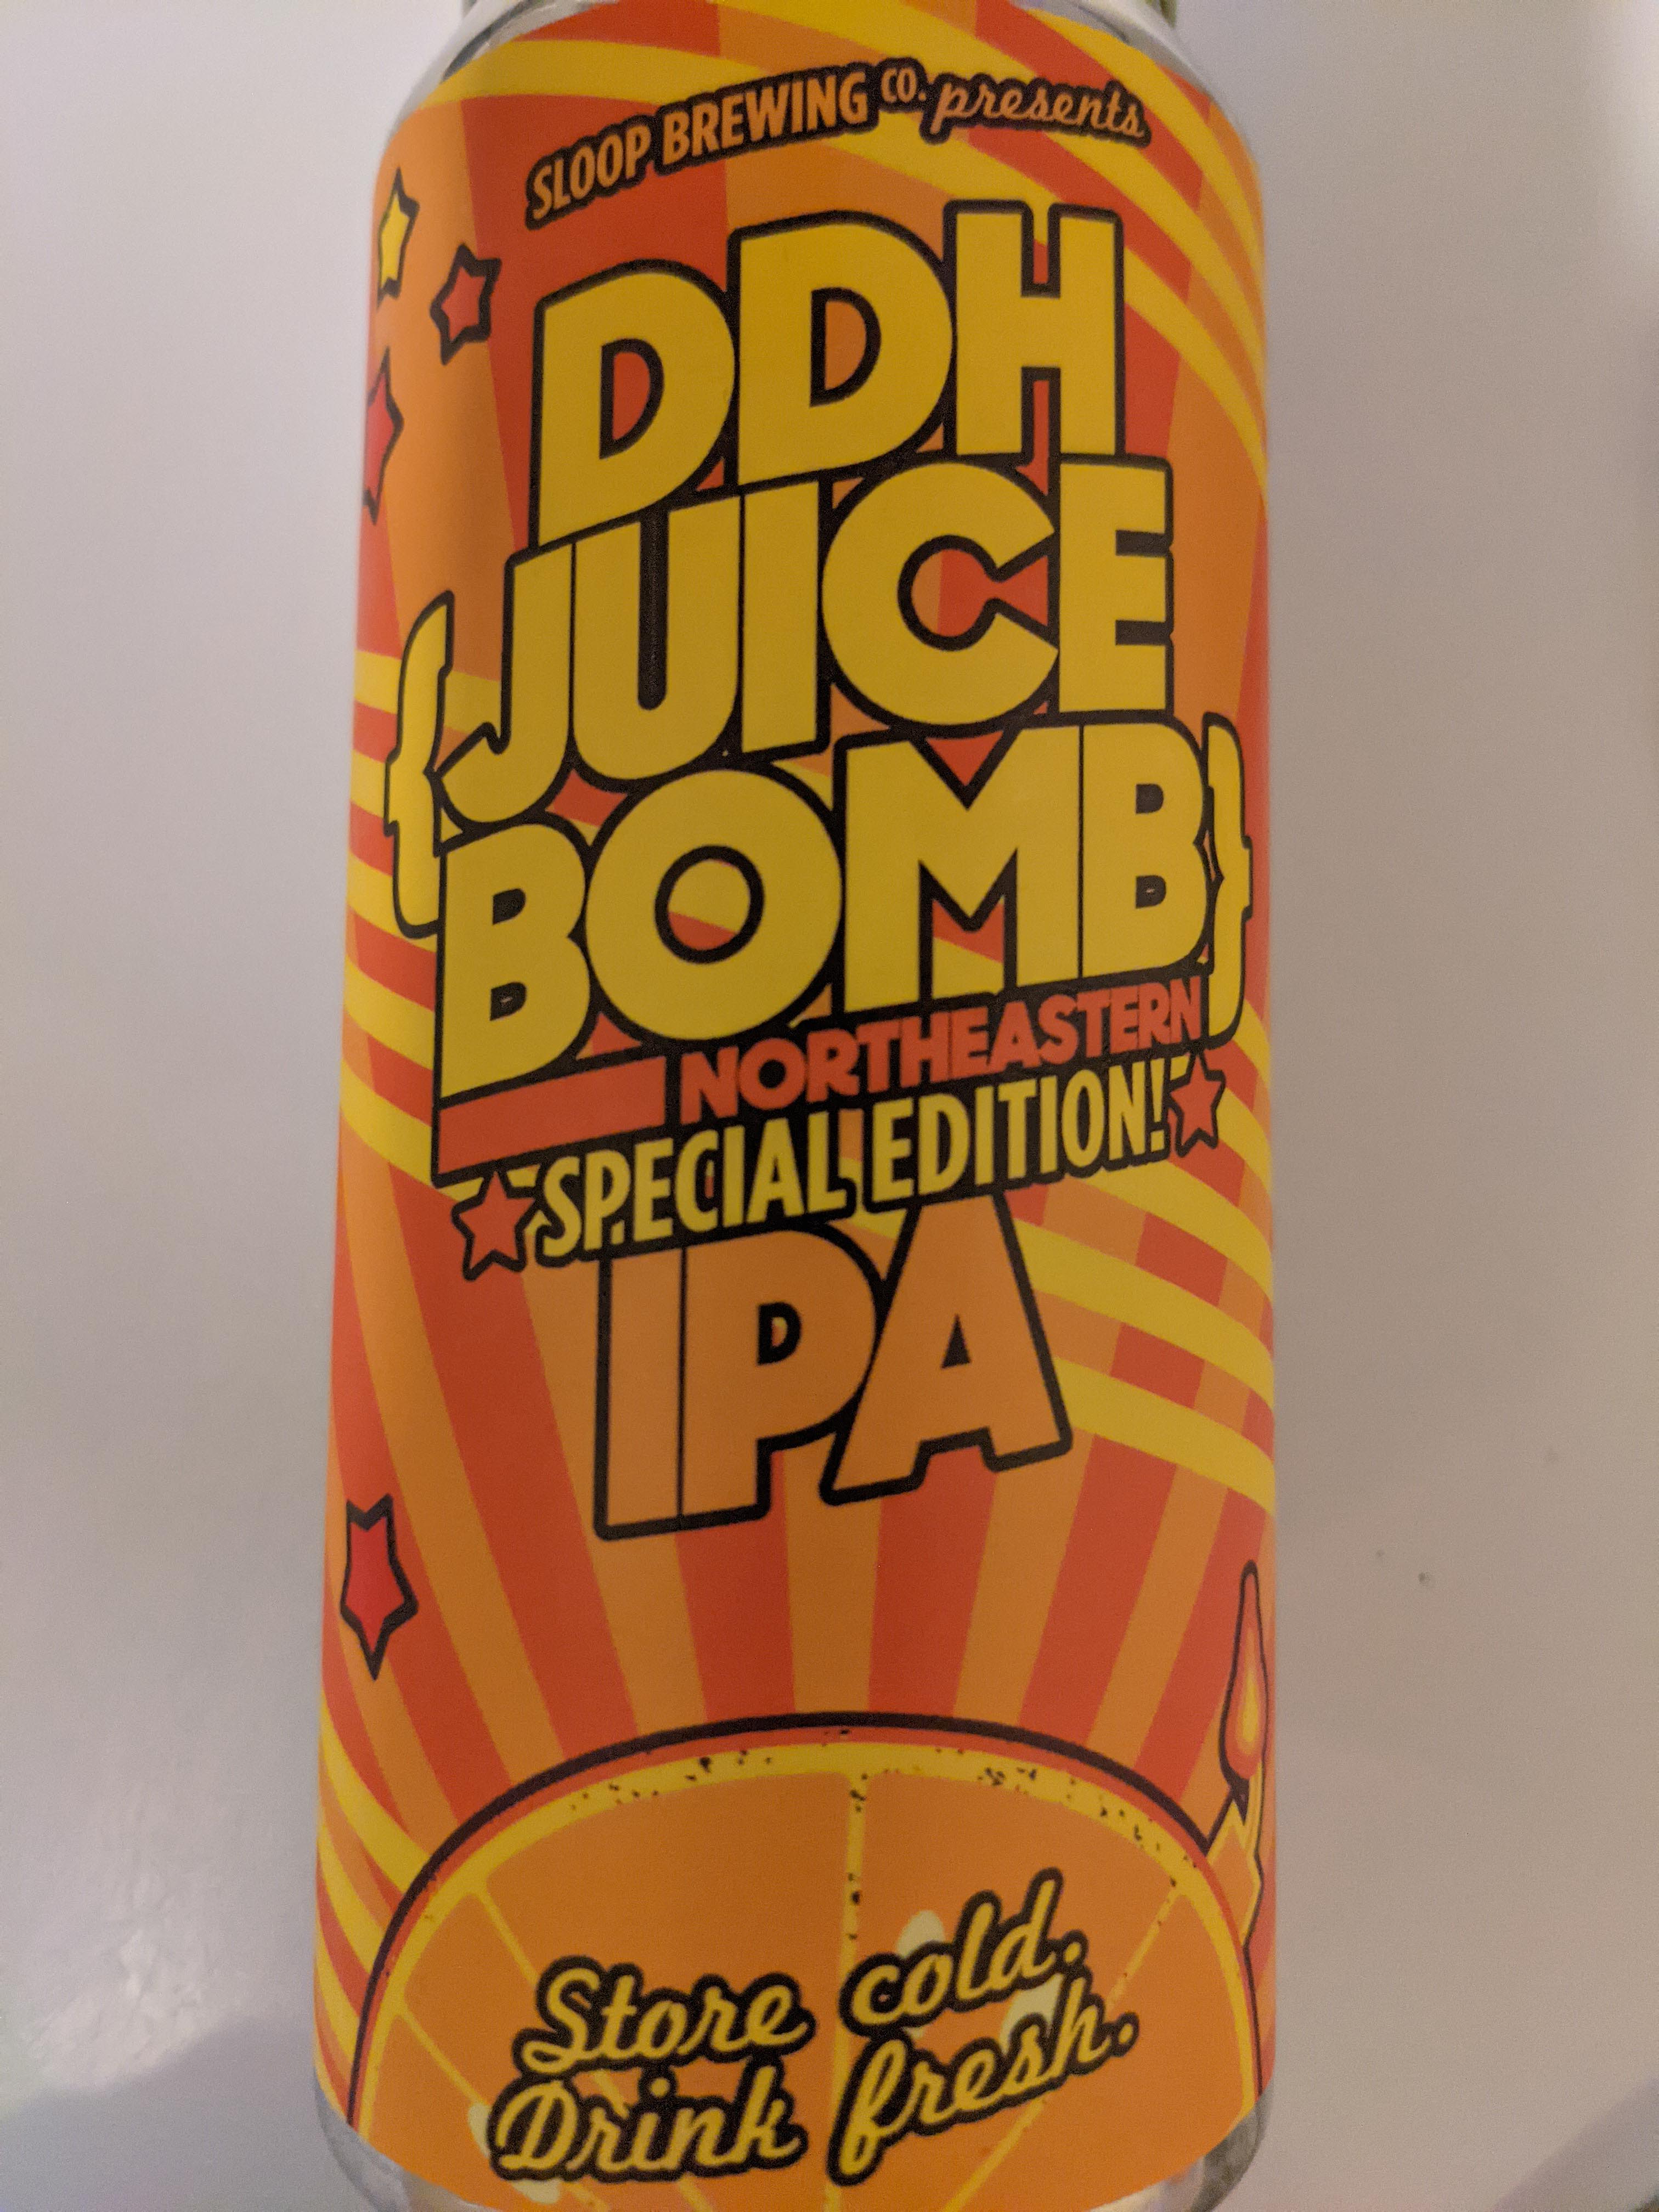 SLOOP BREWING CO. presents
DDH
{JUICE
BOMB}
NORTHEASTERN
SPECIAL EDITION!
IPA
Store cold.
Drink fresh.